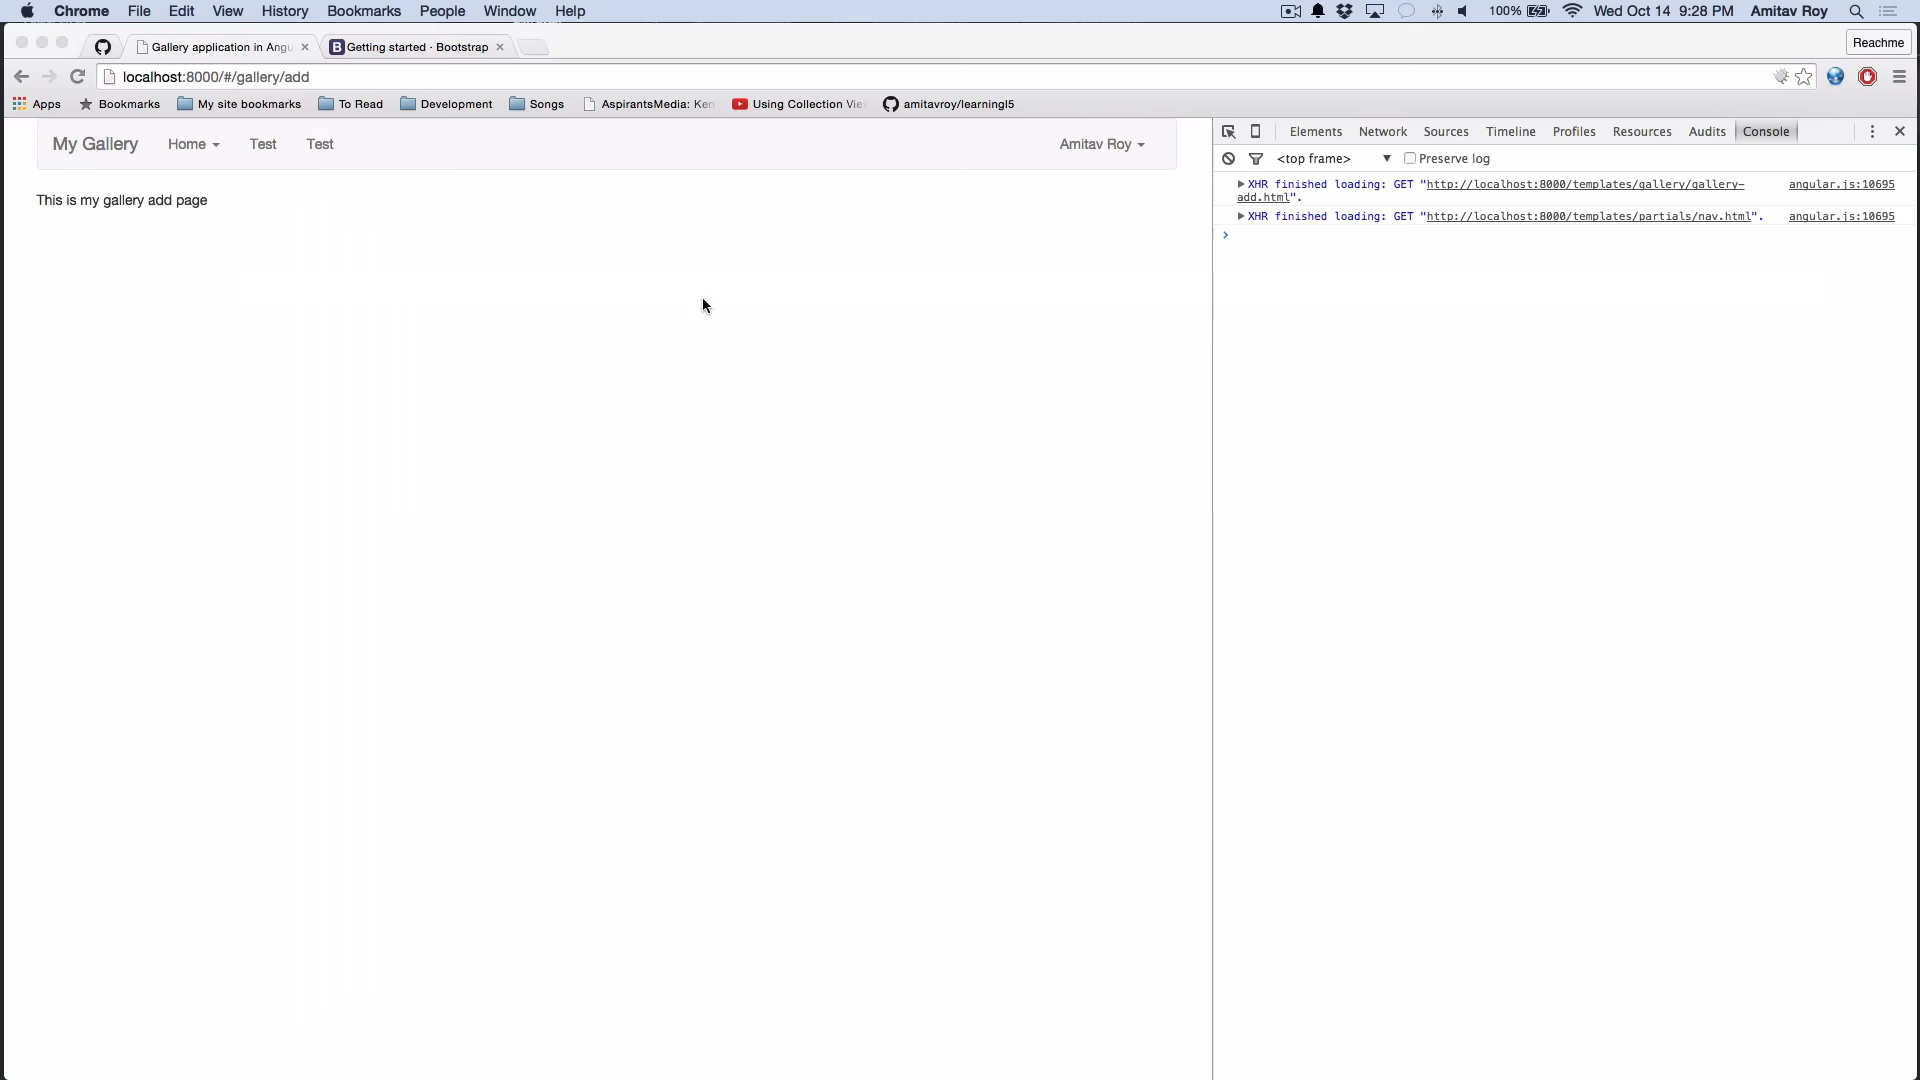 Chrome File Edit View History Bookmarks People Window Help 100% Wed Oct 14 9:28 PM Amitav Roy
Gallery application in Angu × B Getting started · Bootstrap × Reachme
localhost:8000/#/gallery/add
Apps Bookmarks My site bookmarks To Read Development Songs AspirantsMedia: Ken Using Collection Vie amitavroy/learningl5
My Gallery Home Test Test Amitav Roy
This is my gallery add page
Elements Network Sources Timeline Profiles Resources Audits Console
<top frame> Preserve log
XHR finished loading: GET "http://localhost:8000/templates/gallery/gallery- angular.js:10695
add.html".
XHR finished loading: GET "http://localhost:8000/templates/partials/nav.html". angular.js:10695